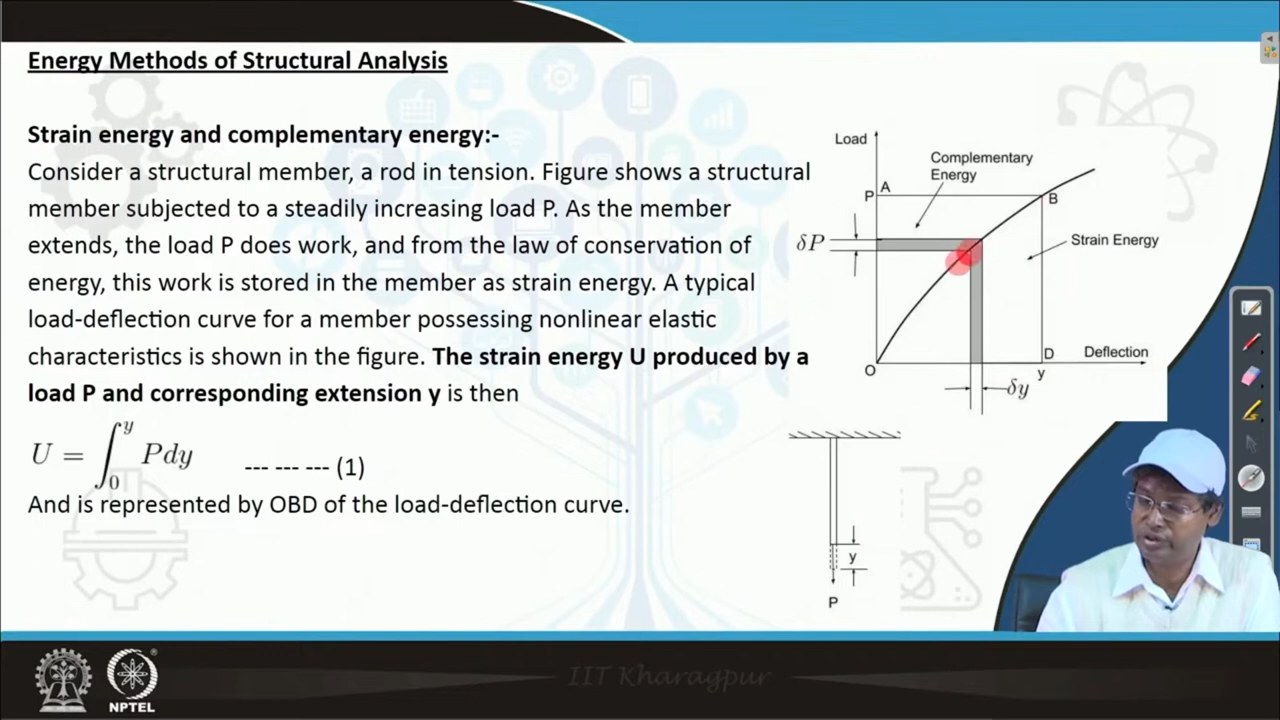 Energy Methods of Structural Analysis
Strain energy and complementary energy:-
Consider a structural member, a rod in tension. Figure shows a structural
member subjected to a steadily increasing load P. As the member
extends, the load P does work, and from the law of conservation of
energy, this work is stored in the member as strain energy. A typical
load-deflection curve for a member possessing nonlinear elastic
characteristics is shown in the figure. The strain energy U produced by a
load P and corresponding extension y is then
U = ∫₀ʸ Pdy --- --- --- (1)
And is represented by OBD of the load-deflection curve.
Load
Complementary
Energy
P A
B
δP
Strain Energy
D
Deflection
O
y
δy
y
P
IIT Kharagpur
NPTEL